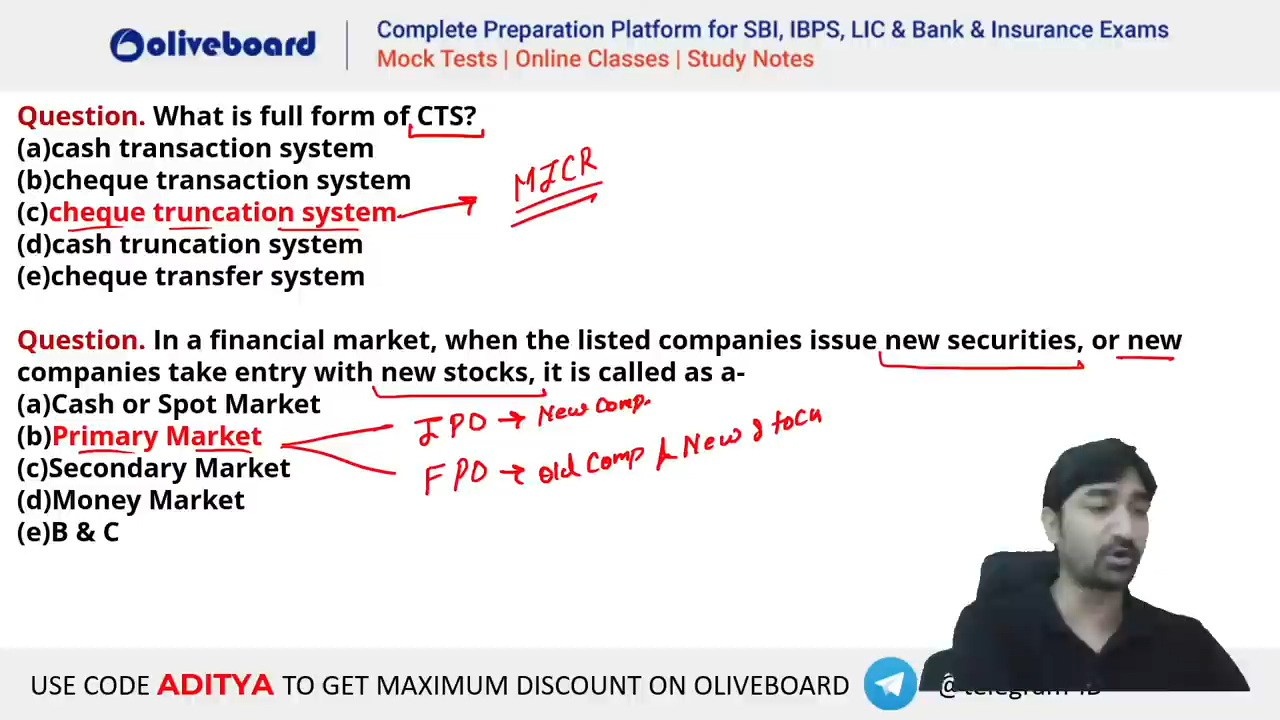 oliveboard
Complete Preparation Platform for SBI, IBPS, LIC & Bank & Insurance Exams
Mock Tests | Online Classes | Study Notes
Question. What is full form of CTS?
(a)cash transaction system
(b)cheque transaction system
(c)cheque truncation system
MICR
(d)cash truncation system
(e)cheque transfer system
Question. In a financial market, when the listed companies issue new securities, or new
companies take entry with new stocks, it is called as a-
(a)Cash or Spot Market
(b)Primary Market
IPO → New Comp.
FPO → Old Comp & New Stock
(c)Secondary Market
(d)Money Market
(e)B & C
USE CODE ADITYA TO GET MAXIMUM DISCOUNT ON OLIVEBOARD